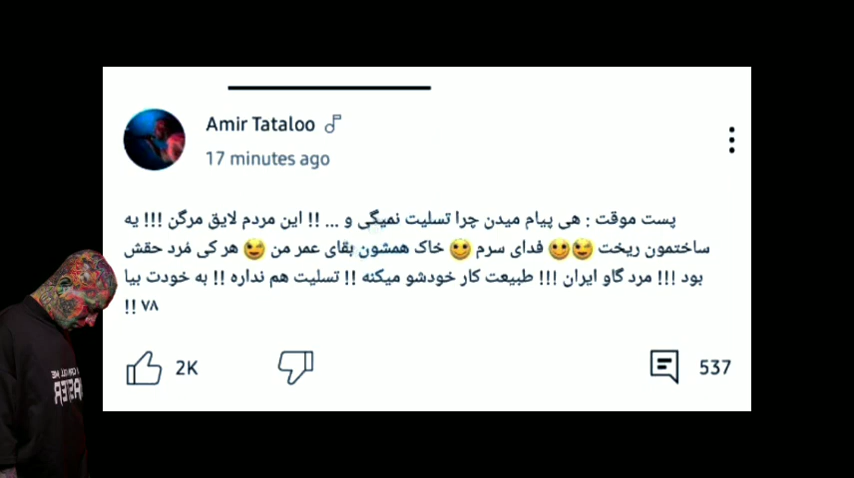 Amir Tataloo
17 minutes ago
پست موقت : هی پیام میدن چرا تسلیت نمیگی و ... !! این مردم لایق مرگن !!! یه
ساختمون ریخت 😉🙂 فدای سرم 🙂 خاک همشون بقای عمر من 😉 هر کی مُرد حقش
بود !!! مرد گاو ایران !!! طبیعت کار خودشو میکنه !! تسلیت هم نداره !! به خودت بیا
۷۸ !!
2K
537